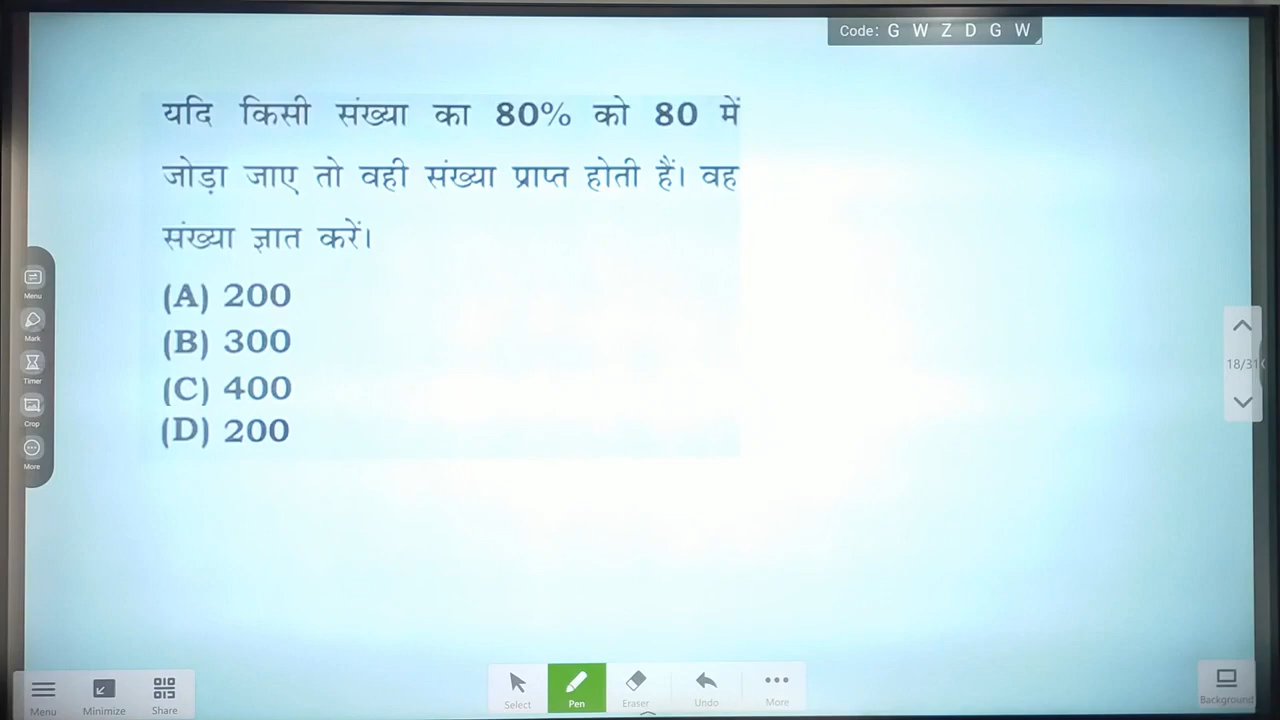 Code: G W Z D G W
यदि किसी संख्या का 80% को 80 में
जोड़ा जाए तो वही संख्या प्राप्त होती हैं। वह
संख्या ज्ञात करें।
(A) 200
(B) 300
(C) 400
(D) 200
Menu
Mark
Timer
Crop
More
18/31
Menu
Minimize
Share
Select
Pen
Eraser
Undo
More
Background